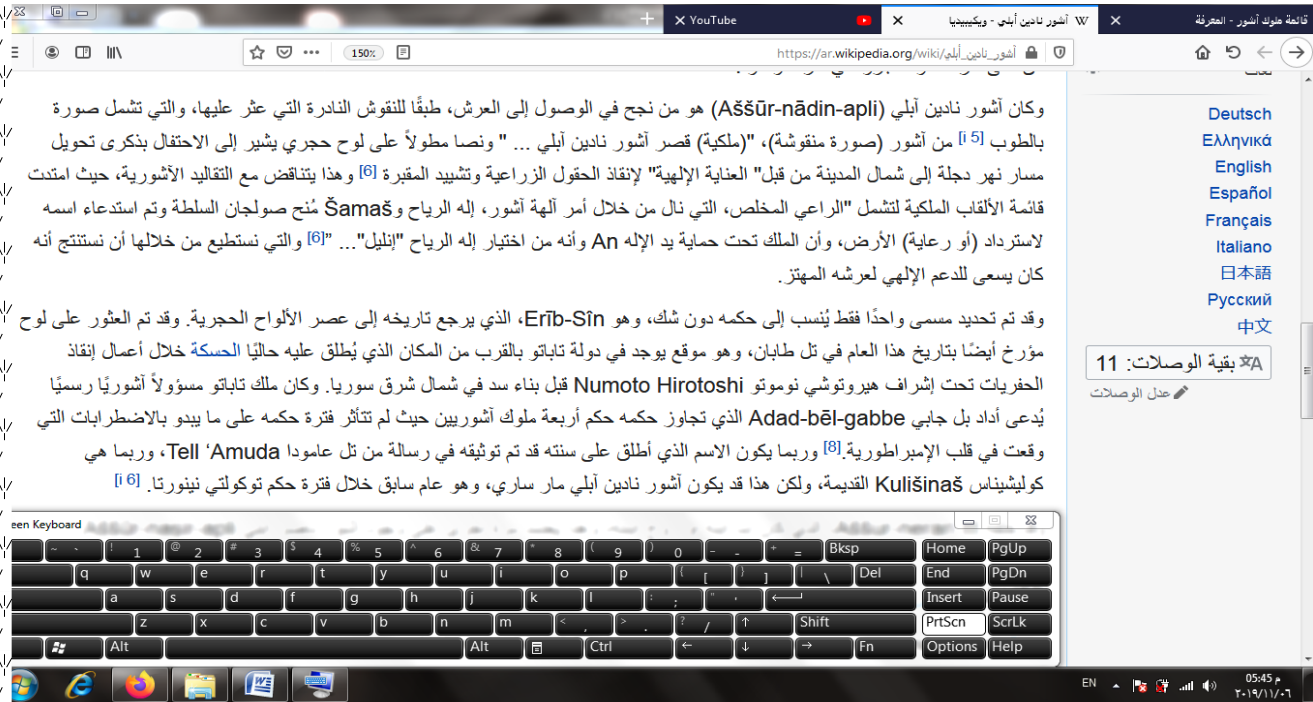 قائمة ملوك آشور - المعرفة
آشور نادين أبلي - ويكيبيديا
YouTube
https://ar.wikipedia.org/wiki/آشور_نادين_أبلي
150%
وكان آشور نادين آبلي (Aššūr-nādin-apli) هو من نجح في الوصول إلى العرش، طبقًا للنقوش النادرة التي عثر عليها، والتي تشمل صورة
بالطوب [i 5] من آشور (صورة منقوشة)، "(ملكية) قصر آشور نادين آبلي ... " ونصا مطولاً على لوح حجري يشير إلى الاحتفال بذكرى تحويل
مسار نهر دجلة إلى شمال المدينة من قبل" العناية الإلهية" لإنقاذ الحقول الزراعية وتشييد المقبرة [6] وهذا يتناقض مع التقاليد الآشورية، حيث امتدت
قائمة الألقاب الملكية لتشمل "الراعي المخلص، التي نال من خلال أمر آلهة آشور، إله الرياح وŠamaš مُنح صولجان السلطة وتم استدعاء اسمه
لاسترداد (أو رعاية) الأرض، وأن الملك تحت حماية يد الإله An وأنه من اختيار إله الرياح "إنليل"... "[6] والتي نستطيع من خلالها أن نستنتج أنه
كان يسعى للدعم الإلهي لعرشه المهتز.
وقد تم تحديد مسمى واحدًا فقط يُنسب إلى حكمه دون شك، وهو Erīb-Sîn، الذي يرجع تاريخه إلى عصر الألواح الحجرية. وقد تم العثور على لوح
مؤرخ أيضًا بتاريخ هذا العام في تل طابان، وهو موقع يوجد في دولة تاباتو بالقرب من المكان الذي يُطلق عليه حاليًا الحسكة خلال أعمال إنقاذ
الحفريات تحت إشراف هيروتوشي نوموتو Numoto Hirotoshi قبل بناء سد في شمال شرق سوريا. وكان ملك تاباتو مسؤولاً آشوريًا رسميًا
يُدعى أداد بل جابي Adad-bēl-gabbe الذي تجاوز حكمه حكم أربعة ملوك آشوريين حيث لم تتأثر فترة حكمه على ما يبدو بالاضطرابات التي
وقعت في قلب الإمبراطورية.[8] وربما يكون الاسم الذي أطلق على سنته قد تم توثيقه في رسالة من تل عامودا Tell ‘Amuda، وربما هي
كوليشيناس Kulišinaš القديمة، ولكن هذا قد يكون آشور نادين آبلي مار ساري، وهو عام سابق خلال فترة حكم توكولتي نينورتا. [i 6]
لغات
Deutsch
Ελληνικά
English
Español
Français
Italiano
日本語
Русский
中文
بقية الوصلات: 11
عدل الوصلات
een Keyboard
~ ` ! 1 @ 2 # 3 $ 4 % 5 ^ 6 & 7 * 8 ( 9 ) 0 _ - + = Bksp Home PgUp
q w e r t y u i o p { [ } ] | \ Del End PgDn
a s d f g h j k l : ; " ' Insert Pause
z x c v b n m < , > . ? / ↑ Shift PrtScn ScrLk
Alt Alt Ctrl ← ↓ → Fn Options Help
EN
05:45 م
٢٠١٩/١١/٠٦